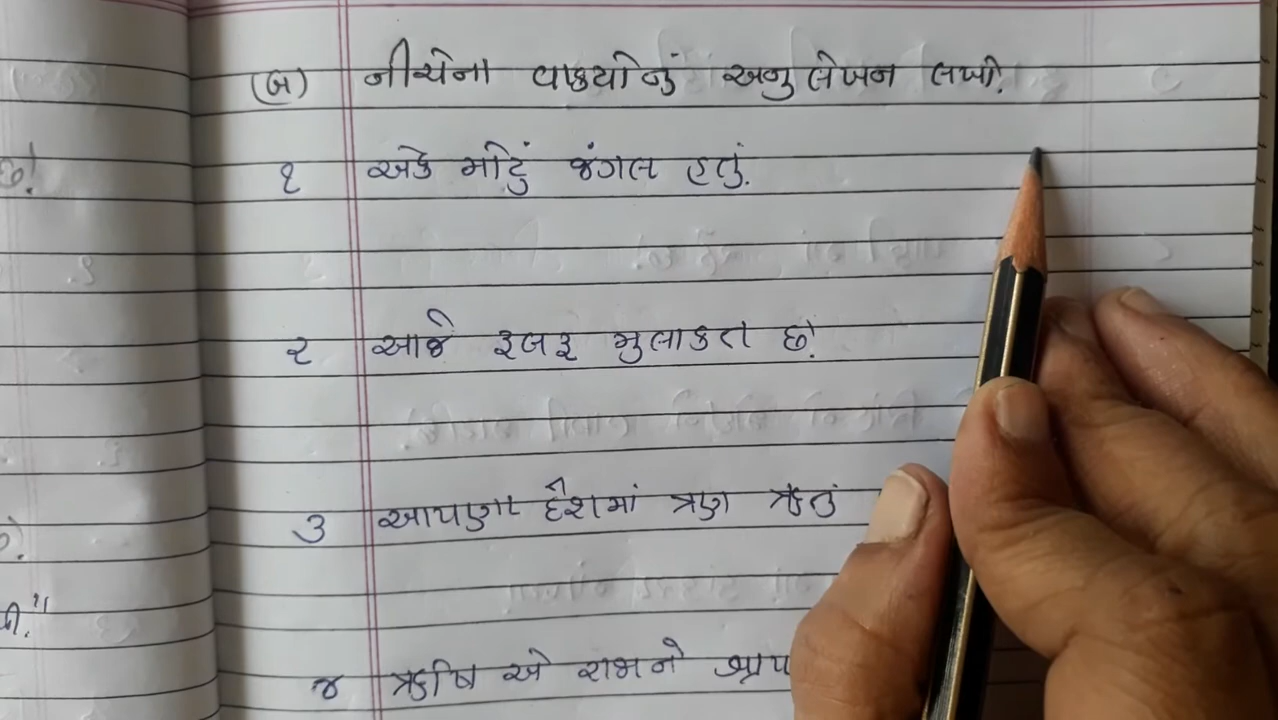 (બ) નીચેના વાક્યોનું અનુલેખન લખો.
૧ એક મોટું જંગલ હતું.
૨ આજે રૂબરૂ મુલાકાત છે!
૩ આપણા દેશમાં ત્રણ ઋતું
૪ ઋષિ એ રામને શ્રાપ